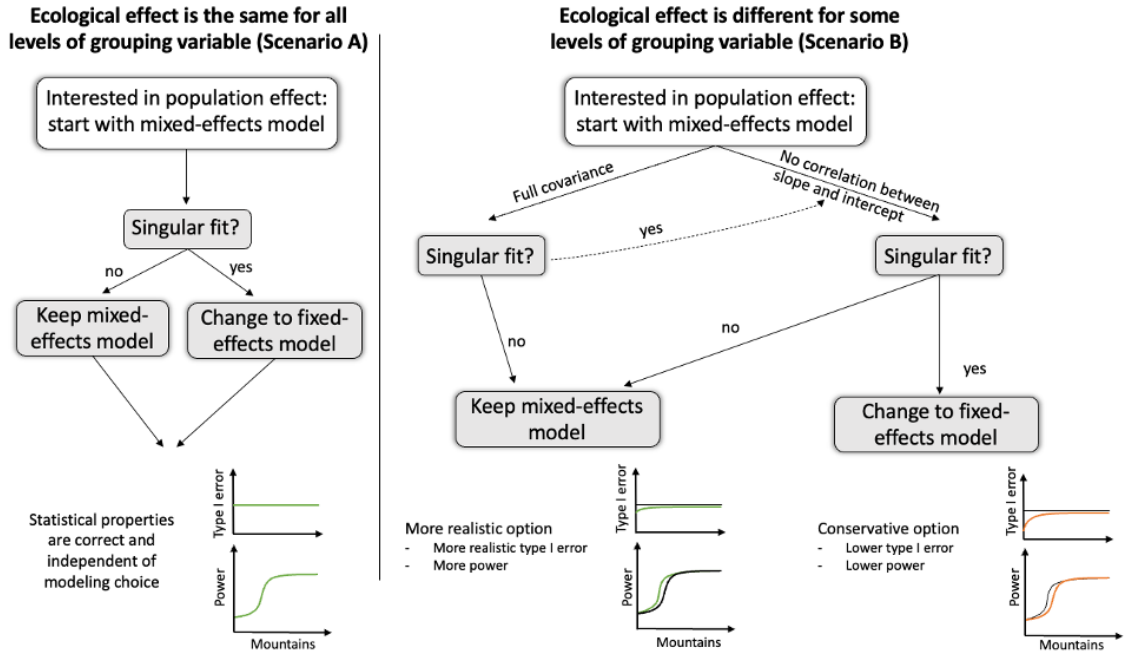 Ecological effect is the same for all
levels of grouping variable (Scenario A)
Interested in population effect:
start with mixed-effects model
Singular fit?
no
yes
Keep mixed-
effects model
Change to fixed-
effects model
Statistical properties
are correct and
independent of
modeling choice
Type I error
Power
Mountains
Ecological effect is different for some
levels of grouping variable (Scenario B)
Interested in population effect:
start with mixed-effects model
Full covariance
No correlation between
slope and intercept
yes
Singular fit?
Singular fit?
no
no
yes
Keep mixed-effects
model
Change to fixed-
effects model
More realistic option
- More realistic type I error
- More power
Type I error
Power
Mountains
Conservative option
- Lower type I error
- Lower power
Type I error
Power
Mountains